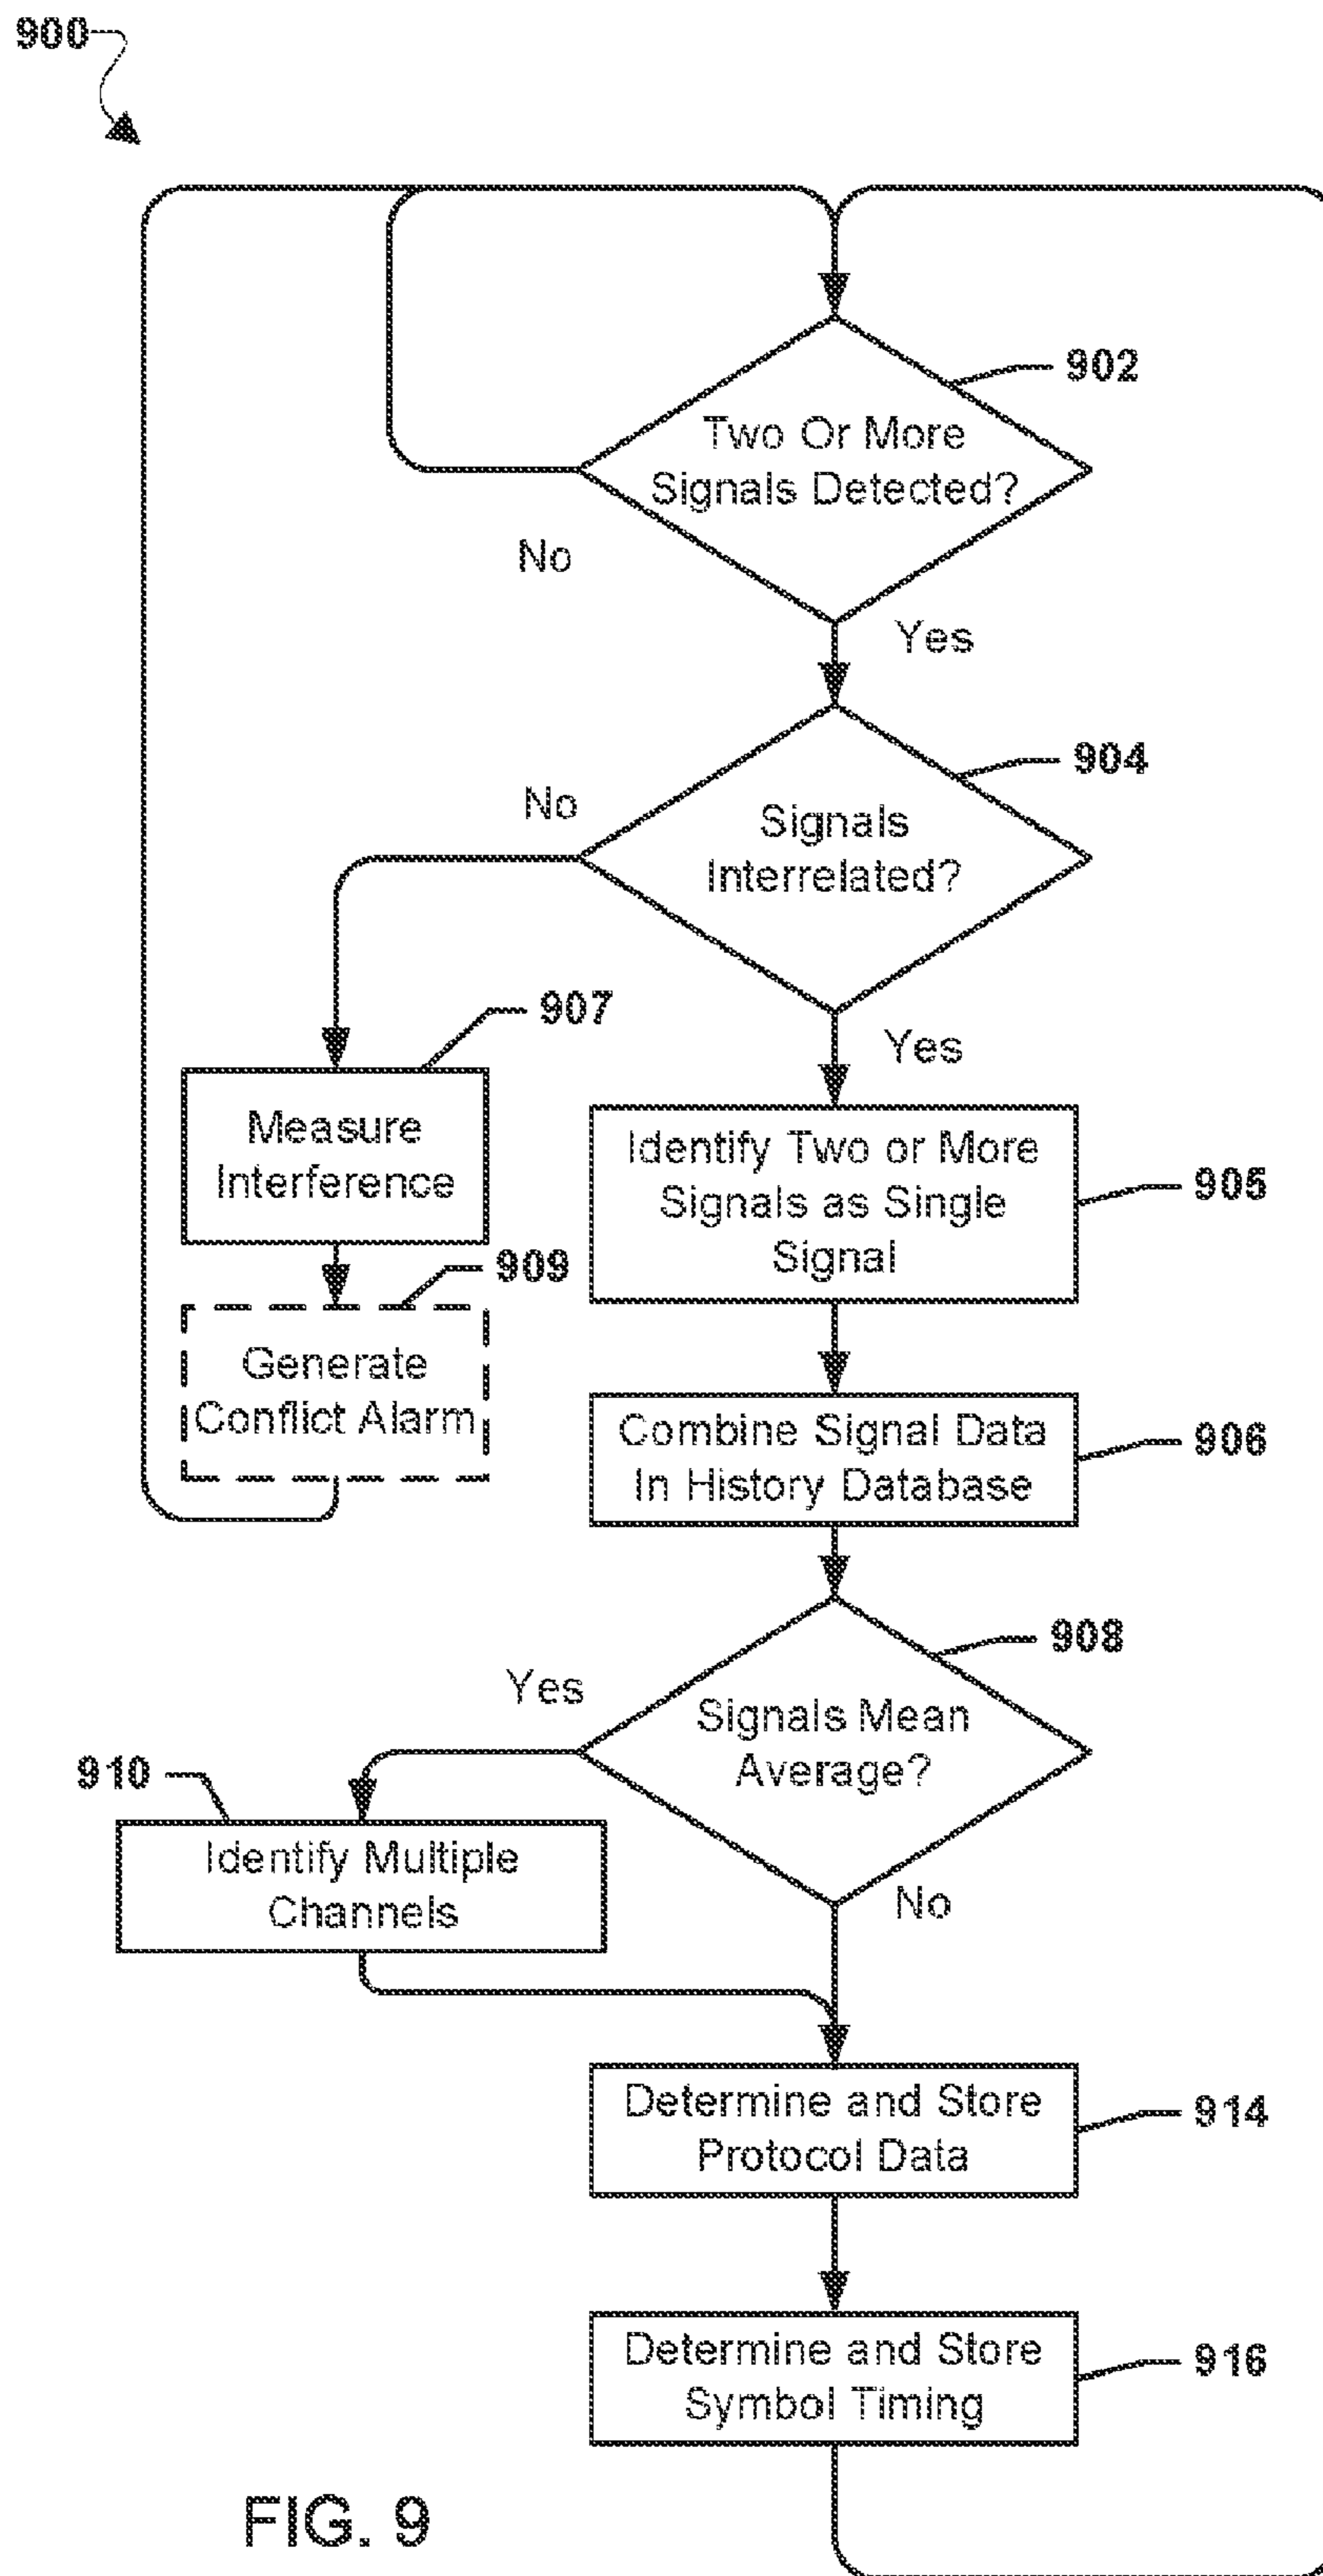 900
902
Two Or More
Signals Detected?
No
Yes
904
No
Signals
Interrelated?
907
Yes
Measure
Interference
Identify Two or More
Signals as Single
Signal
905
909
Generate
Conflict Alarm
Combine Signal Data
In History Database
906
908
Yes
Signals Mean
Average?
910
Identify Multiple
Channels
No
Determine and Store
Protocol Data
914
Determine and Store
Symbol Timing
916
FIG. 9